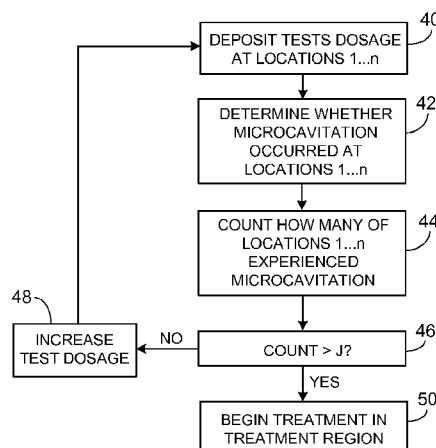 40
DEPOSIT TESTS DOSAGE
AT LOCATIONS 1...n
42
DETERMINE WHETHER
MICROCAVITATION
OCCURRED AT
LOCATIONS 1...n
44
COUNT HOW MANY OF
LOCATIONS 1...n
EXPERIENCED
MICROCAVITATION
48
INCREASE
TEST DOSAGE
NO
46
COUNT > J?
YES
50
BEGIN TREATMENT IN
TREATMENT REGION